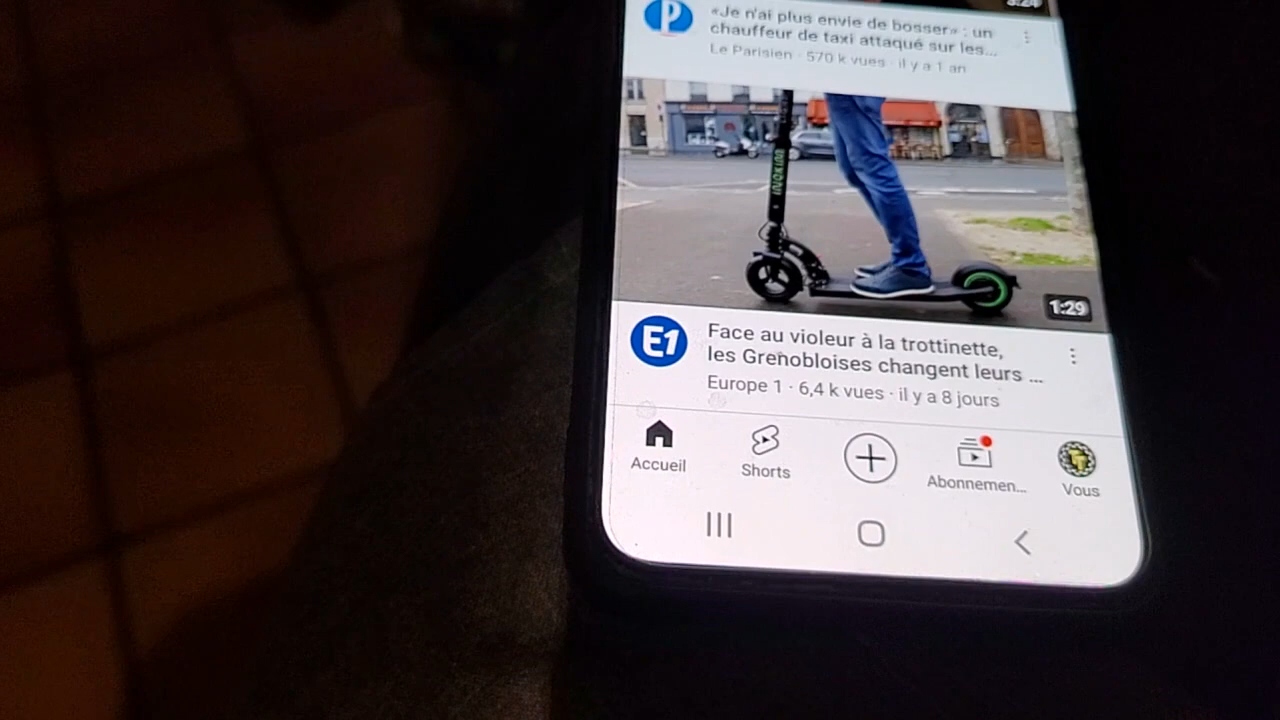 3:24
P
«Je n'ai plus envie de bosser» : un
chauffeur de taxi attaqué sur les...
Le Parisien · 570 k vues · il y a 1 an
1:29
E1
Face au violeur à la trottinette,
les Grenobloises changent leurs ...
Europe 1 · 6,4 k vues · il y a 8 jours
Accueil
Shorts
Abonnemen...
Vous